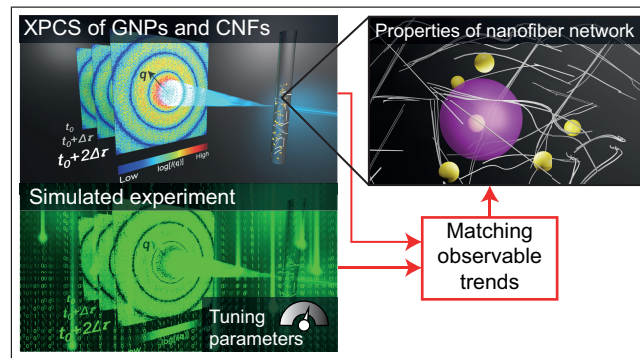 XPCS of GNPs and CNFs
q
t₀
t₀+Δτ
t₀+2Δτ
Low
log[I(q)]
High
Properties of nanofiber network
Simulated experiment
q
t₀
t₀+Δτ
t₀+2Δτ
Tuning
parameters
Matching
observable
trends